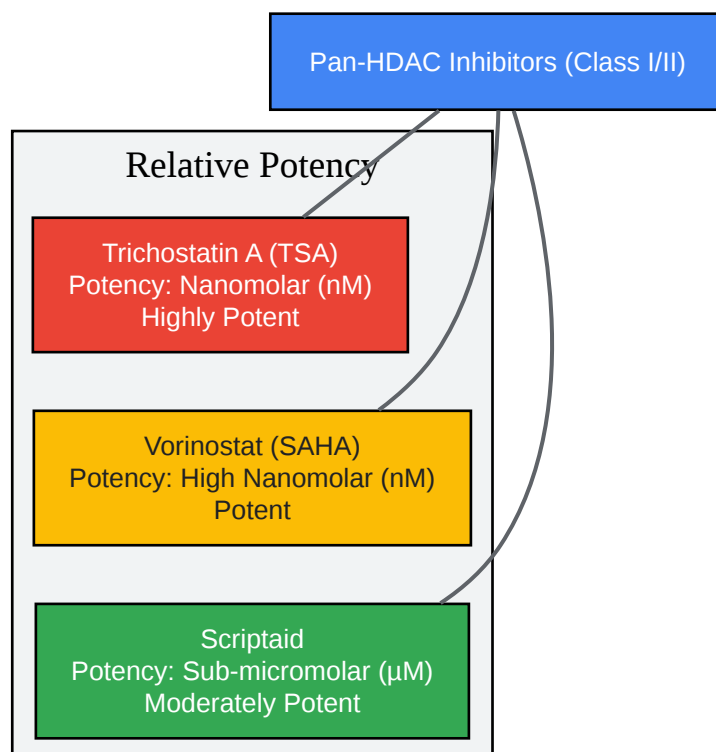 Pan-HDAC Inhibitors (Class I/II)
Relative Potency
Trichostatin A (TSA)
Potency: Nanomolar (nM)
Highly Potent
Vorinostat (SAHA)
Potency: High Nanomolar (nM)
Potent
Scriptaid
Potency: Sub-micromolar (µM)
Moderately Potent